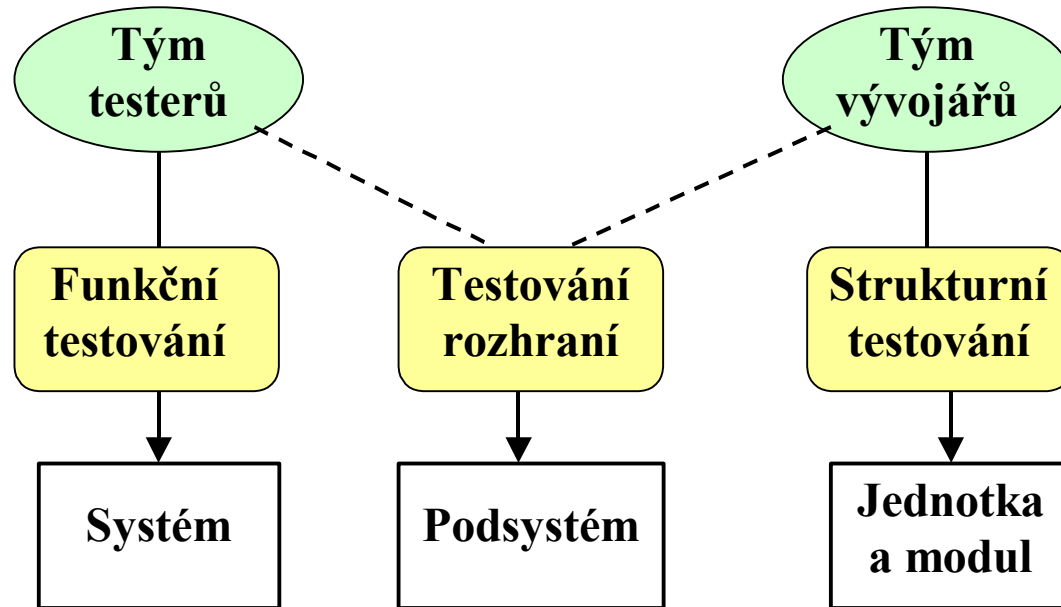 Tým
testerů
Tým
vývojářů
Funkční
testování
Testování
rozhraní
Strukturní
testování
Systém
Podsystém
Jednotka
a modul